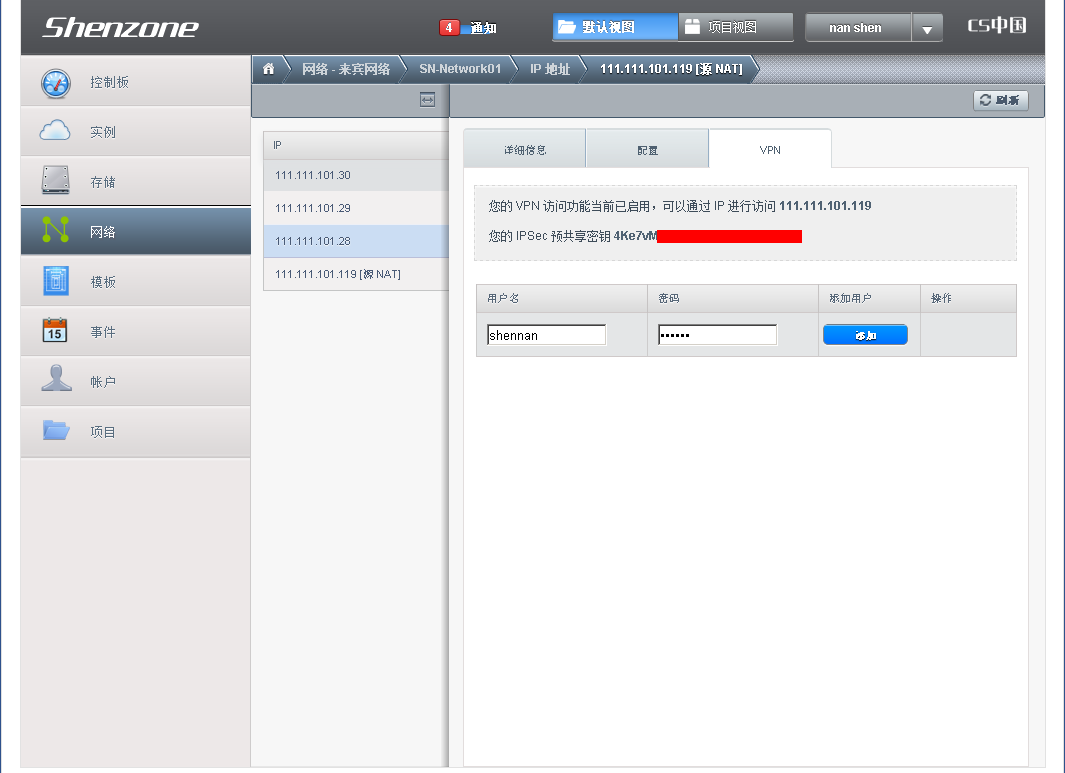 Shenzone
4 通知
默认视图
项目视图
nan shen
CS中国
网络 - 来宾网络
SN-Network01
IP 地址
111.111.101.119 [源 NAT]
控制板
实例
存储
网络
模板
15
事件
帐户
项目
刷新
IP
111.111.101.30
111.111.101.29
111.111.101.28
111.111.101.119 [源 NAT]
详细信息
配置
VPN
您的 VPN 访问功能当前已启用，可以通过 IP 进行访问 111.111.101.119
您的 IPSec 预共享密钥 4Ke7vM
用户名
密码
添加用户
操作
shennan
••••••
添加